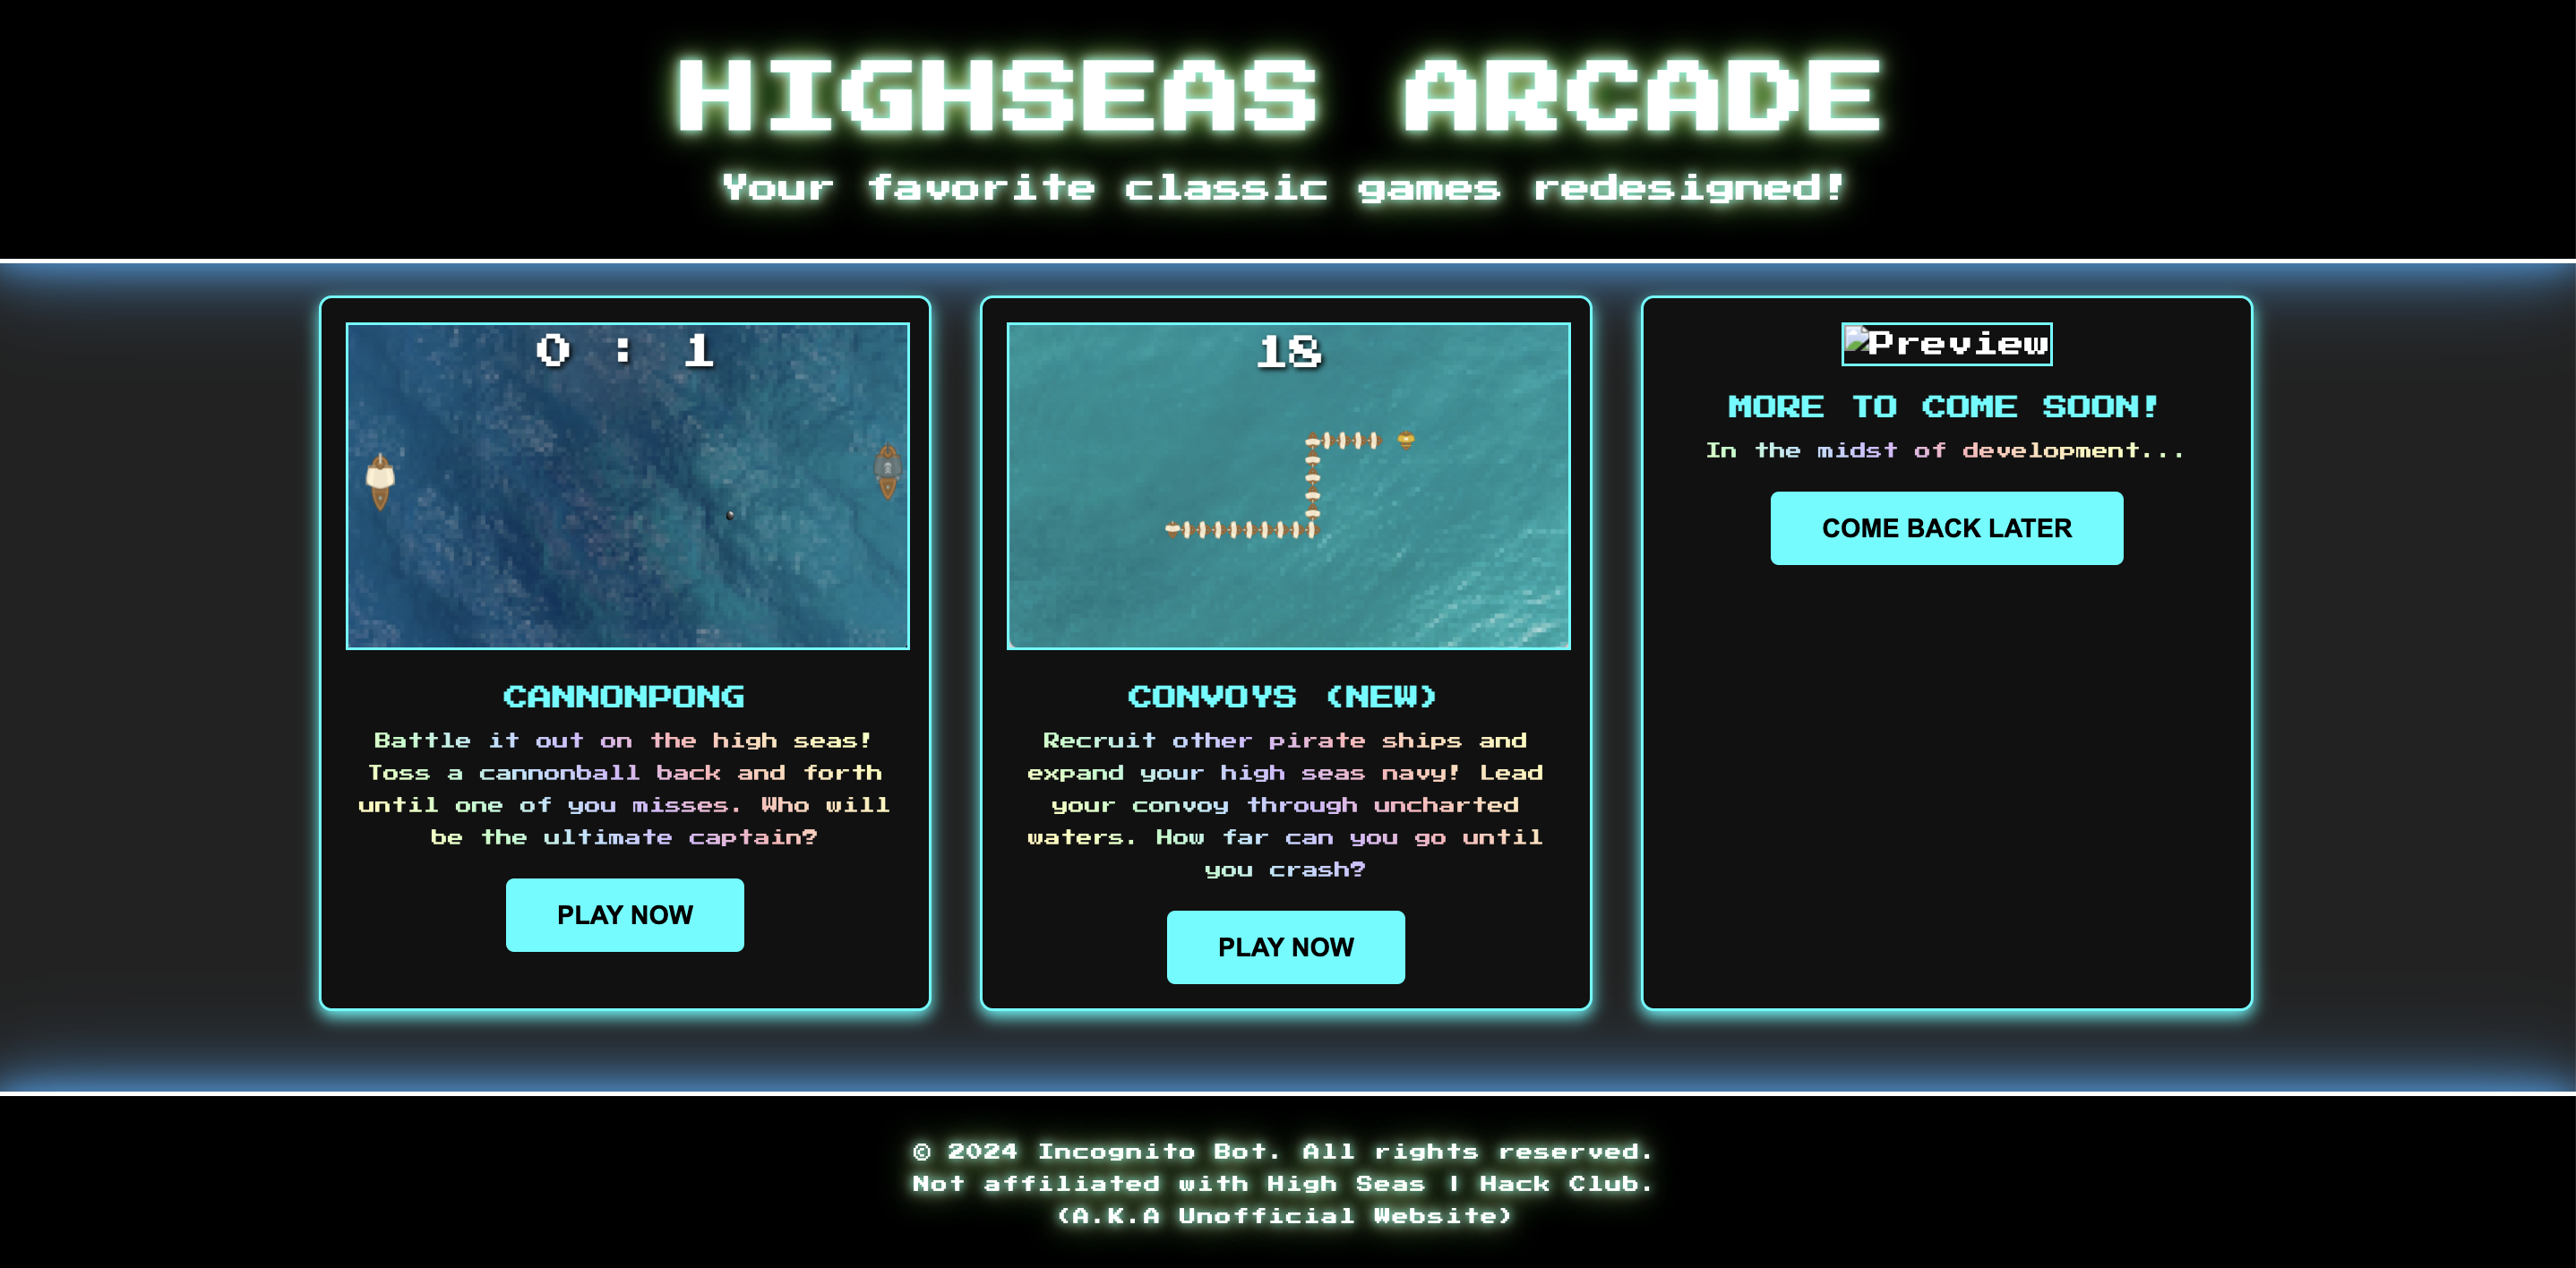 HIGHSEAS ARCADE
Your favorite classic games redesigned!
0 : 1
CANNONPONG
Battle it out on the high seas!
Toss a cannonball back and forth
until one of you misses. Who will
be the ultimate captain?
PLAY NOW
18
CONVOYS (NEW)
Recruit other pirate ships and
expand your high seas navy! Lead
your convoy through uncharted
waters. How far can you go until
you crash?
PLAY NOW
Preview
MORE TO COME SOON!
In the midst of development...
COME BACK LATER
© 2024 Incognito Bot. All rights reserved.
Not affiliated with High Seas | Hack Club.
(A.K.A Unofficial Website)